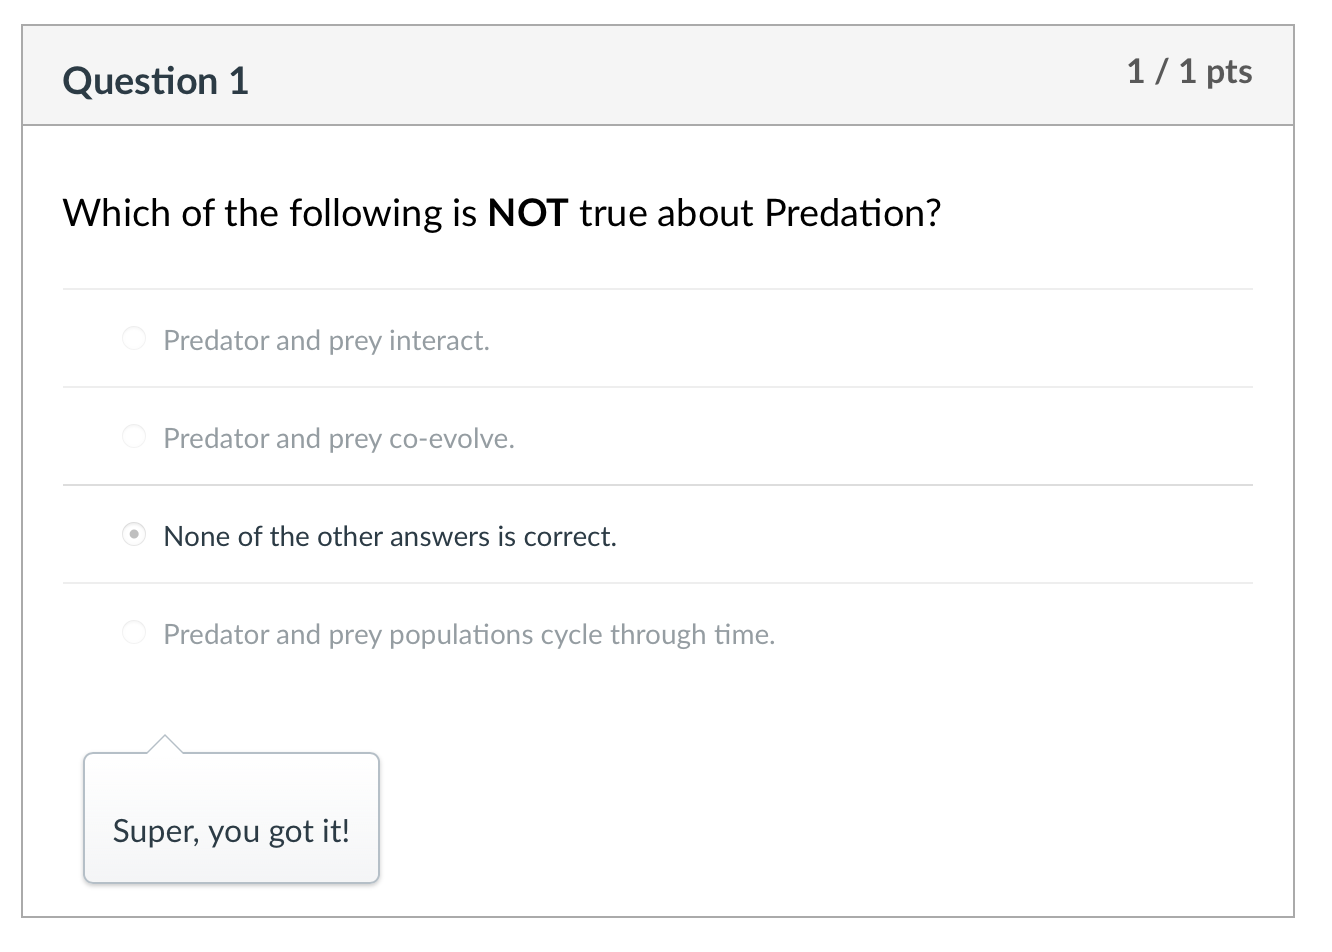 Question 1
1 / 1 pts
Which of the following is NOT true about Predation?
Predator and prey interact.
Predator and prey co-evolve.
None of the other answers is correct.
Predator and prey populations cycle through time.
Super, you got it!